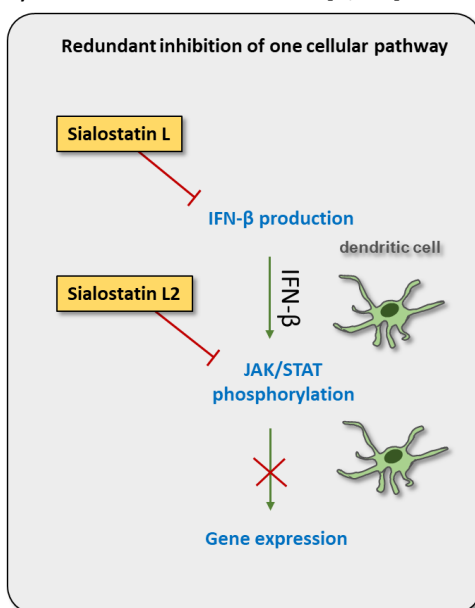 Redundant inhibition of one cellular pathway
Sialostatin L
IFN-β production
dendritic cell
IFN-β
Sialostatin L2
JAK/STAT
phosphorylation
Gene expression